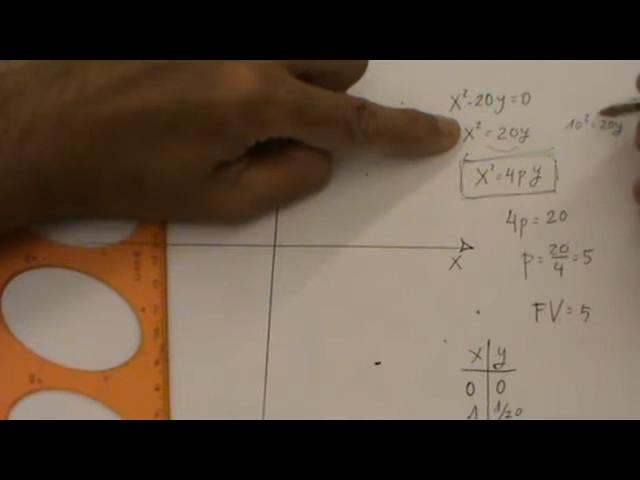 x² - 20y = 0
x² = 20y
10² = 20y
x² = 4py
4p = 20
p = 20/4 = 5
x
FV = 5
x | y
0 | 0
1 | 1/20